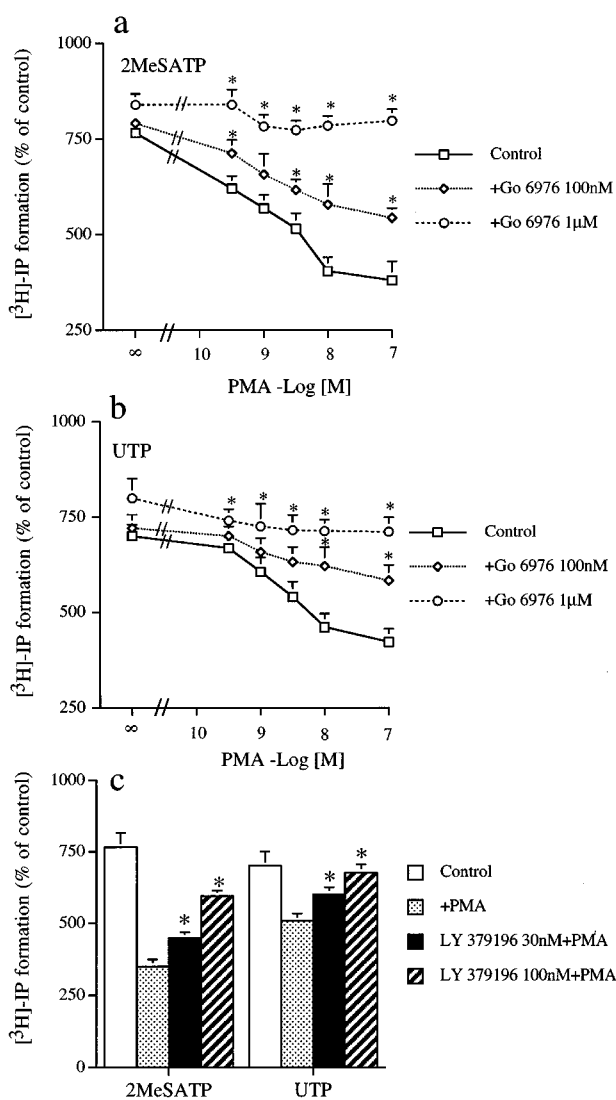 a
1000
2MeSATP
* * * * *
750
[³H]-IP formation (% of control)
Control
* * * *
+Go 6976 100nM
500
+Go 6976 1µM
250
∞ 10 9 8 7
PMA -Log [M]
b
1000
UTP
* * * * *
750
[³H]-IP formation (% of control)
Control
* *
+Go 6976 100nM
500
+Go 6976 1µM
250
∞ 10 9 8 7
PMA -Log [M]
c
1000
[³H]-IP formation (% of control)
750
* * * *
Control
+PMA
500
LY 379196 30nM+PMA
250
LY 379196 100nM+PMA
0
2MeSATP UTP